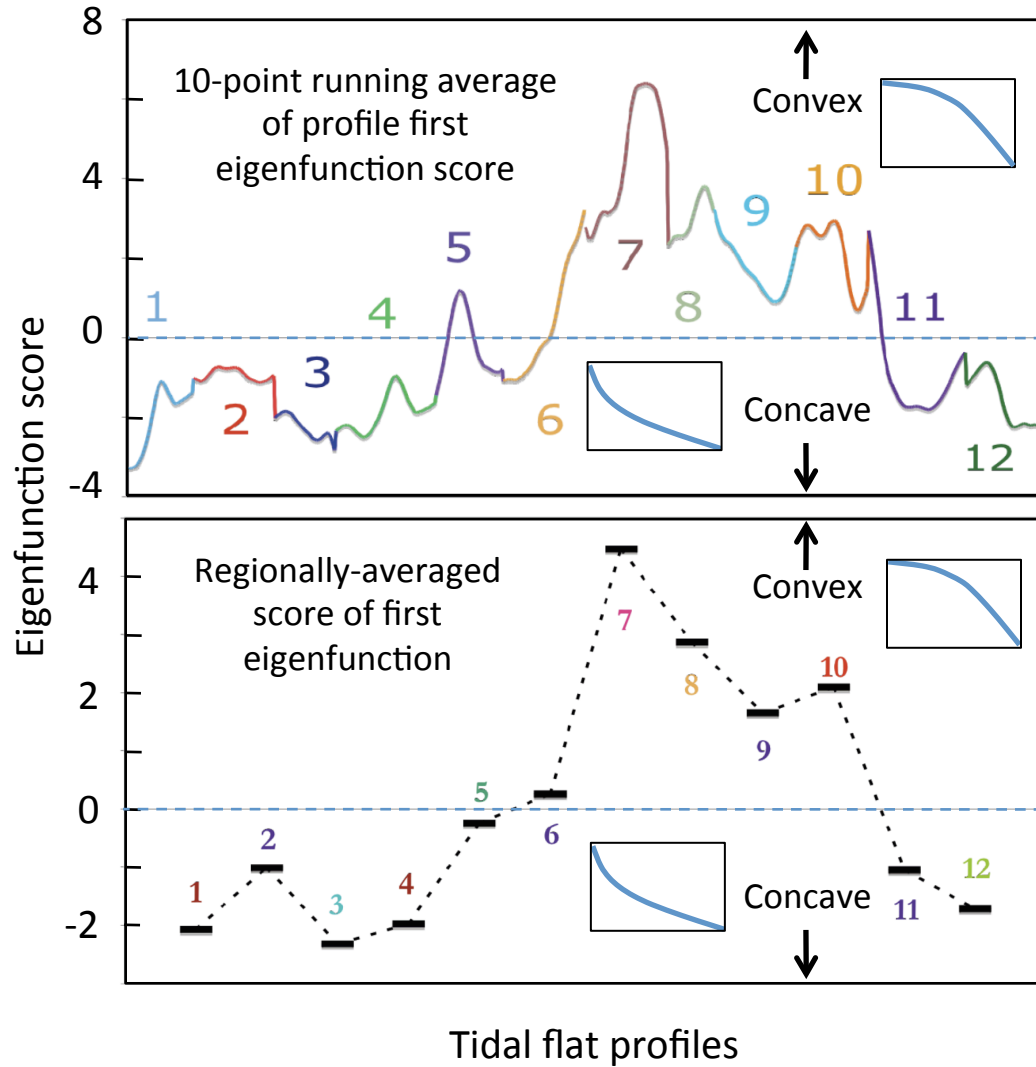 8
4
0
-4
10-point running average
of profile first
eigenfunction score
Convex
Concave
1
2
3
4
5
6
7
8
9
10
11
12
Eigenfunction score
4
2
0
-2
Regionally-averaged
score of first
eigenfunction
Convex
Concave
1
2
3
4
5
6
7
8
9
10
11
12
Tidal flat profiles